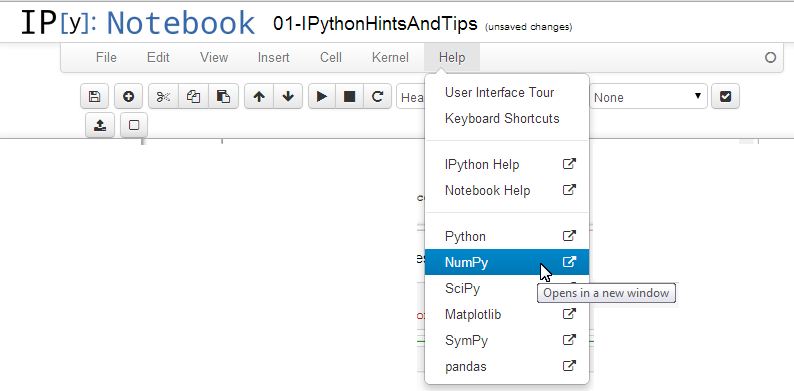 IP[y]: Notebook 01-IPythonHintsAndTips (unsaved changes)
File Edit View Insert Cell Kernel Help
Hea None
User Interface Tour
Keyboard Shortcuts
IPython Help
Notebook Help
Python
NumPy
SciPy
Opens in a new window
Matplotlib
SymPy
pandas